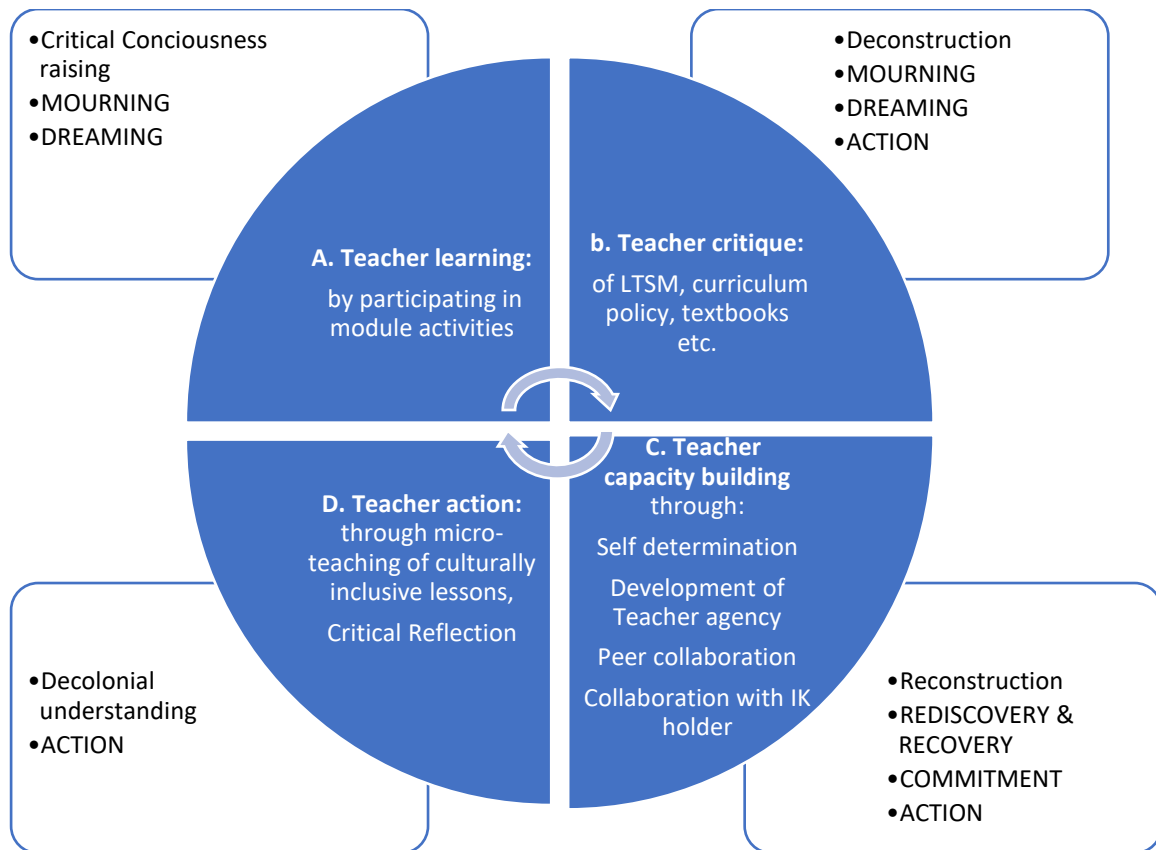 •Critical Conciousness
raising
•MOURNING
•DREAMING
•Deconstruction
•MOURNING
•DREAMING
•ACTION
A. Teacher learning:
by participating in
module activities
b. Teacher critique:
of LTSM, curriculum
policy, textbooks
etc.
D. Teacher action:
through micro-
teaching of culturally
inclusive lessons,
Critical Reflection
C. Teacher
capacity building
through:
Self determination
Development of
Teacher agency
Peer collaboration
Collaboration with IK
holder
•Decolonial
understanding
•ACTION
•Reconstruction
•REDISCOVERY &
RECOVERY
•COMMITMENT
•ACTION